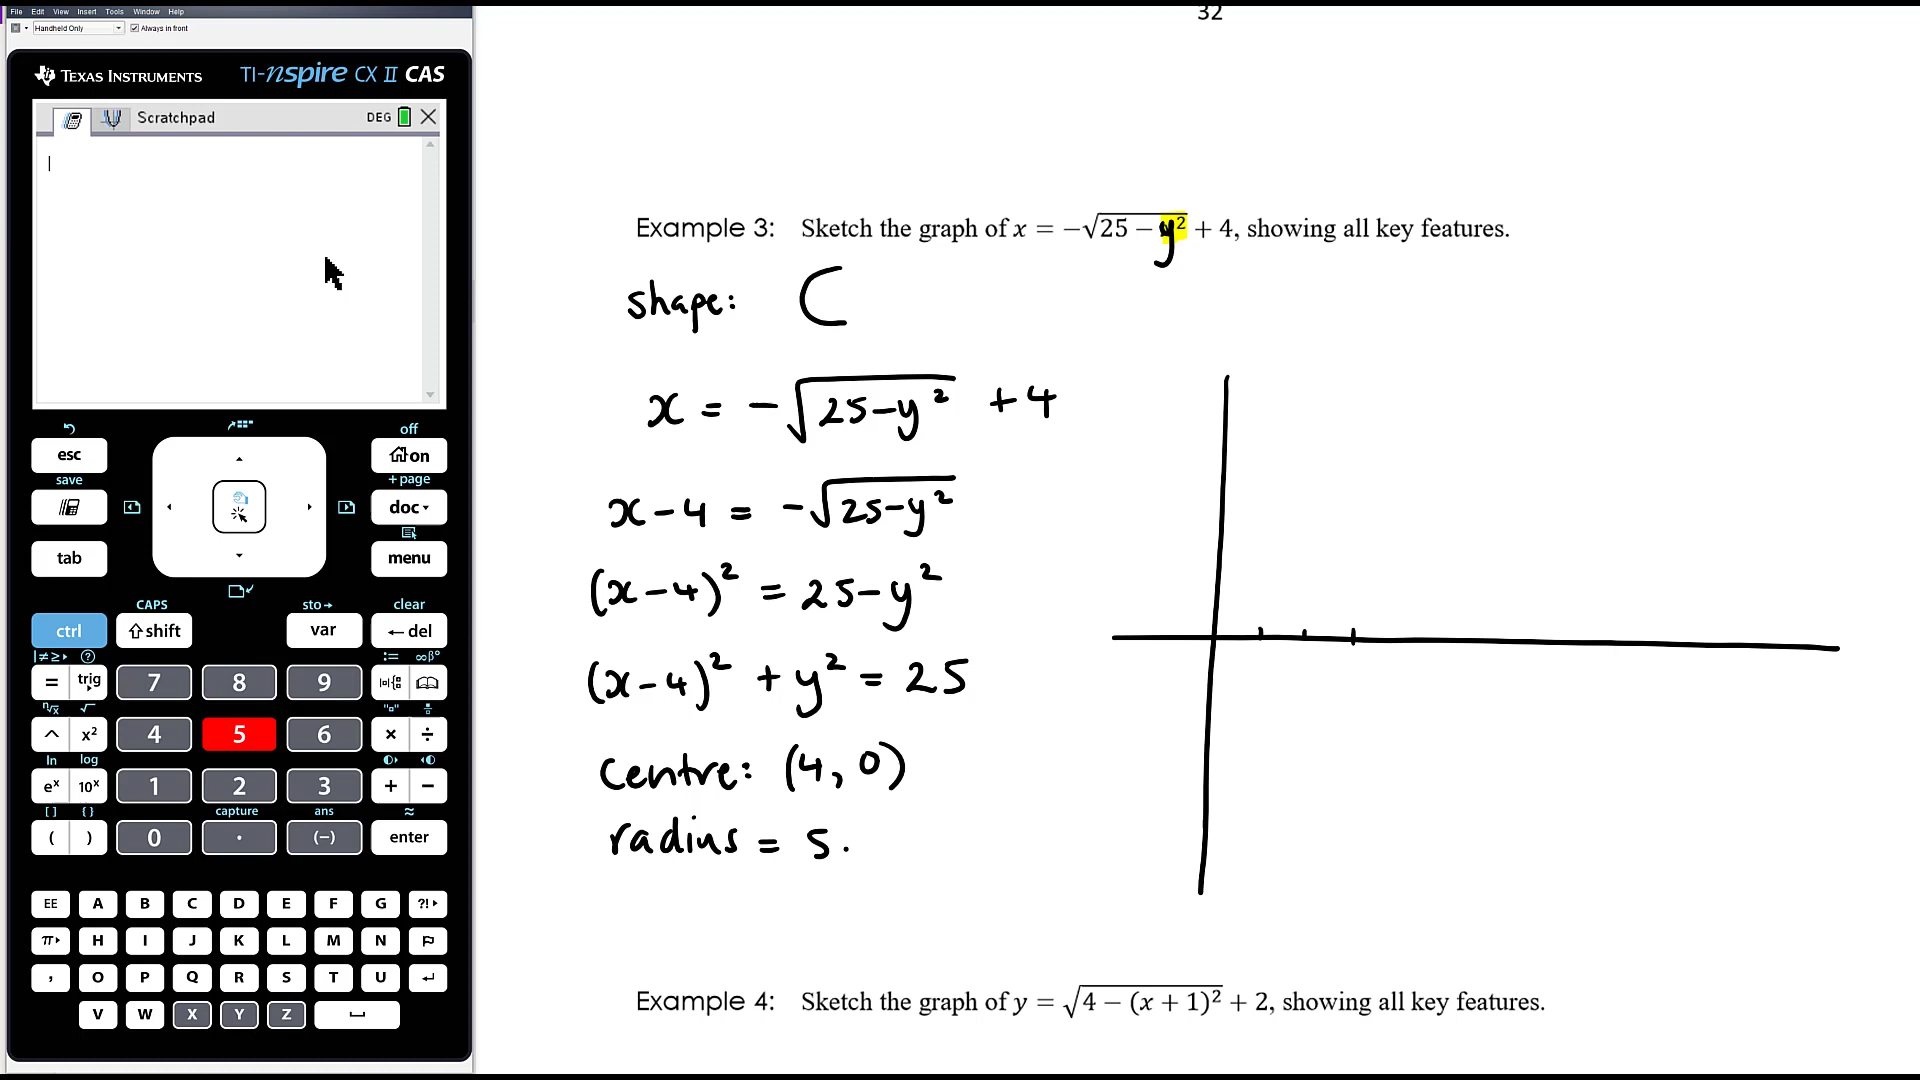 File Edit View Insert Tools Window Help
Handheld Only Always in front
TEXAS INSTRUMENTS TI-nspire CX II CAS
Scratchpad DEG
off
esc on
save + page
doc
tab menu
CAPS sto→ clear
ctrl ⇧shift var ←del
|≠≥▸ ? := ∞β°
= trig 7 8 9
ⁿ√x √ "▫"
^ x² 4 5 6 × ÷
ln log
eˣ 10ˣ 1 2 3 + −
[ ] { } capture ans ≈
( ) 0 . (−) enter
EE A B C D E F G ?!▸
π▸ H I J K L M N
, O P Q R S T U
V W X Y Z
32
Example 3: Sketch the graph of x = −√25 − y² + 4, showing all key features.
shape:
x = −√25−y² +4
x−4 = −√25−y²
(x−4)² = 25−y²
(x−4)² + y² = 25
centre: (4, 0)
radius = 5.
Example 4: Sketch the graph of y = √4 − (x + 1)² + 2, showing all key features.